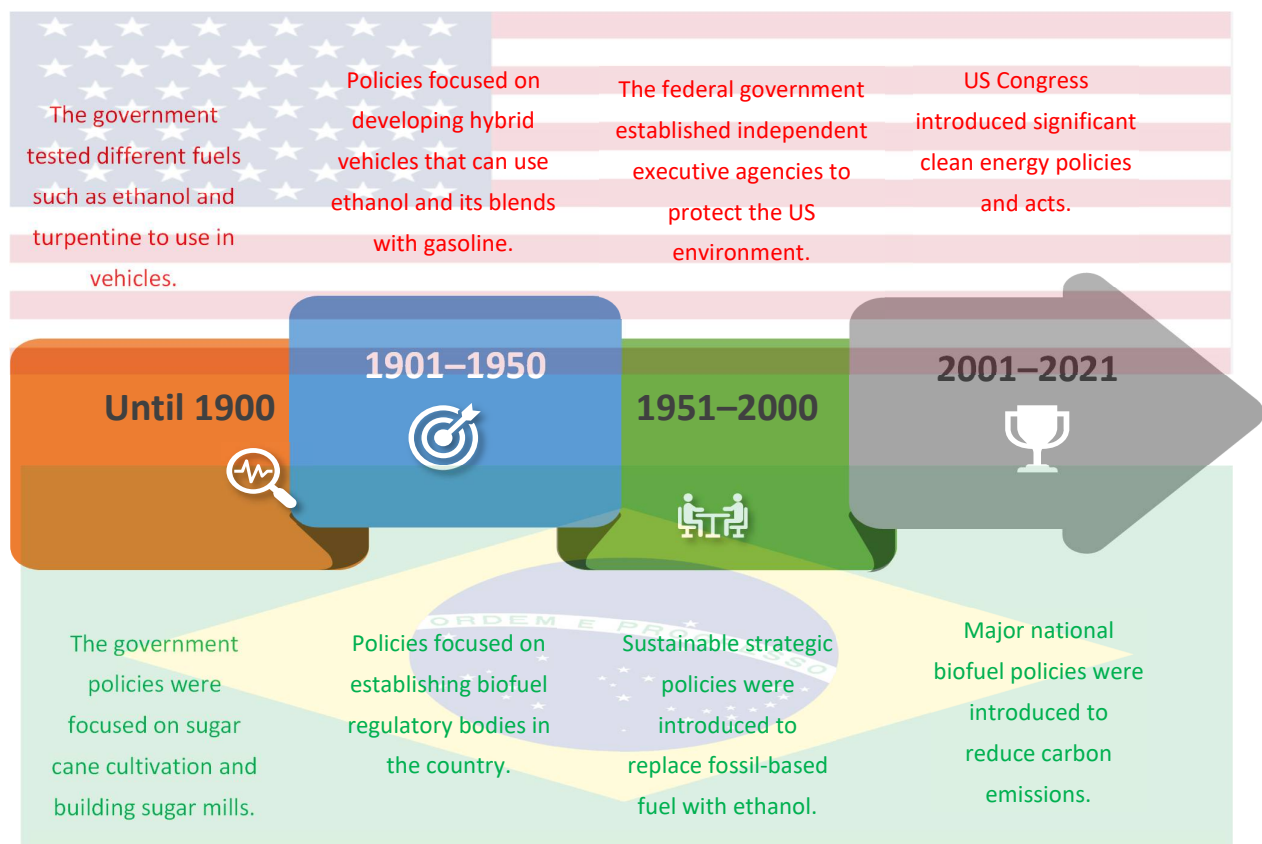 The government
tested different fuels
such as ethanol and
turpentine to use in
vehicles.
Policies focused on
developing hybrid
vehicles that can use
ethanol and its blends
with gasoline.
The federal government
established independent
executive agencies to
protect the US
environment.
US Congress
introduced significant
clean energy policies
and acts.
Until 1900
1901–1950
1951–2000
2001–2021
ORDEM E PROGRESSO
The government
policies were
focused on sugar
cane cultivation and
building sugar mills.
Policies focused on
establishing biofuel
regulatory bodies in
the country.
Sustainable strategic
policies were
introduced to
replace fossil-based
fuel with ethanol.
Major national
biofuel policies were
introduced to
reduce carbon
emissions.